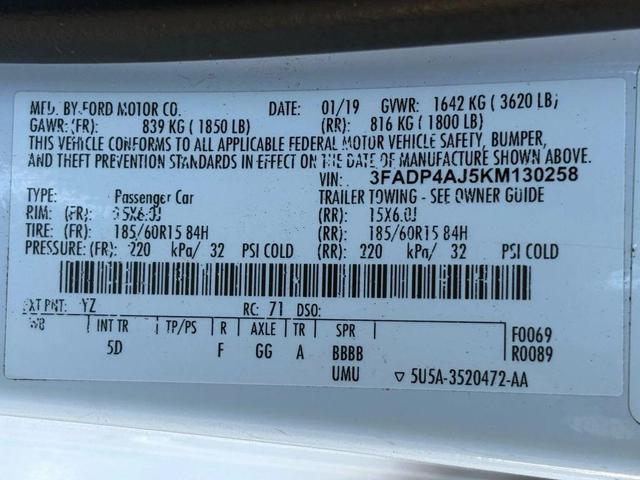 MFD. BY FORD MOTOR CO. DATE: 01/19 GVWR: 1642 KG (3620 LB)
GAWR: (FR): 839 KG (1850 LB) (RR): 816 KG (1800 LB)
THIS VEHICLE CONFORMS TO ALL APPLICABLE FEDERAL MOTOR VEHICLE SAFETY, BUMPER,
AND THEFT PREVENTION STANDARDS IN EFFECT ON THE DATE OF MANUFACTURE SHOWN ABOVE.
VIN: 3FADP4AJ5KM130258
TYPE: Passenger Car TRAILER TOWING - SEE OWNER GUIDE
RIM: (FR): 15X6.0J (RR): 15X6.0J
TIRE: (FR): 185/60R15 84H (RR): 185/60R15 84H
PRESSURE: (FR): 220 kPa/ 32 PSI COLD (RR): 220 kPa/ 32 PSI COLD
EXT PNT: YZ RC: 71 DSO:
WB INT TR TP/PS R AXLE TR SPR F0069
5D F GG A BBBB R0089
UMU ▽ 5U5A-3520472-AA